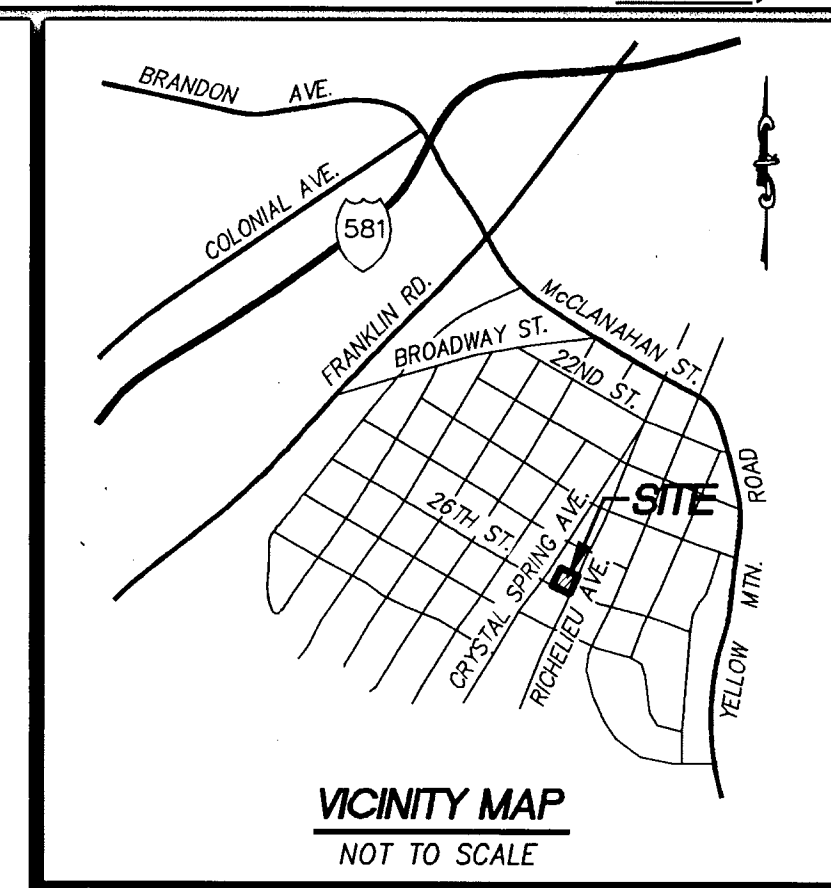 BRANDON AVE.
COLONIAL AVE.
581
FRANKLIN RD.
McCLANAHAN ST.
BROADWAY ST.
22ND ST.
ROAD
SITE
26TH ST.
CRYSTAL SPRING AVE.
RICHELIEU AVE.
YELLOW MTN.
VICINITY MAP
NOT TO SCALE